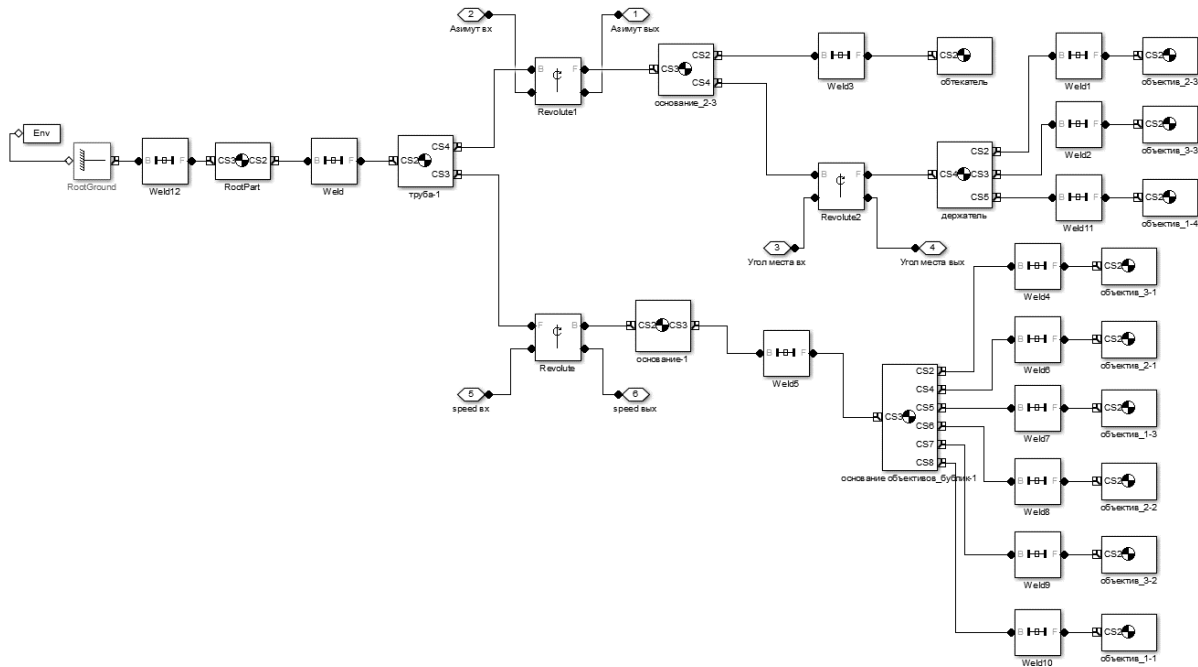 2
Азимут вх
1
Азимут вых
B
F
Revolute1
CS3
CS2
CS4
основание_2-3
B
F
Weld3
CS2
обтекатель
B
F
Weld1
CS2
объектив_2-3
B
F
Weld2
CS2
объектив_3-3
Env
RootGround
B
F
Weld12
CS3
CS2
RootPart
B
F
Weld
CS2
CS4
CS3
труба-1
B
F
Revolute2
CS4
CS2
CS3
CS5
держатель
B
F
Weld11
CS2
объектив_1-4
3
Угол места вх
4
Угол места вых
B
F
Weld4
CS2
объектив_3-1
F
B
Revolute
CS2
CS3
основание-1
B
F
Weld5
B
F
Weld6
CS2
объектив_2-1
5
speed вх
6
speed вых
CS3
CS2
CS4
CS5
CS6
CS7
CS8
основание объективов_бублик-1
B
F
Weld7
CS2
объектив_1-3
B
F
Weld8
CS2
объектив_2-2
B
F
Weld9
CS2
объектив_3-2
B
F
Weld10
CS2
объектив_1-1